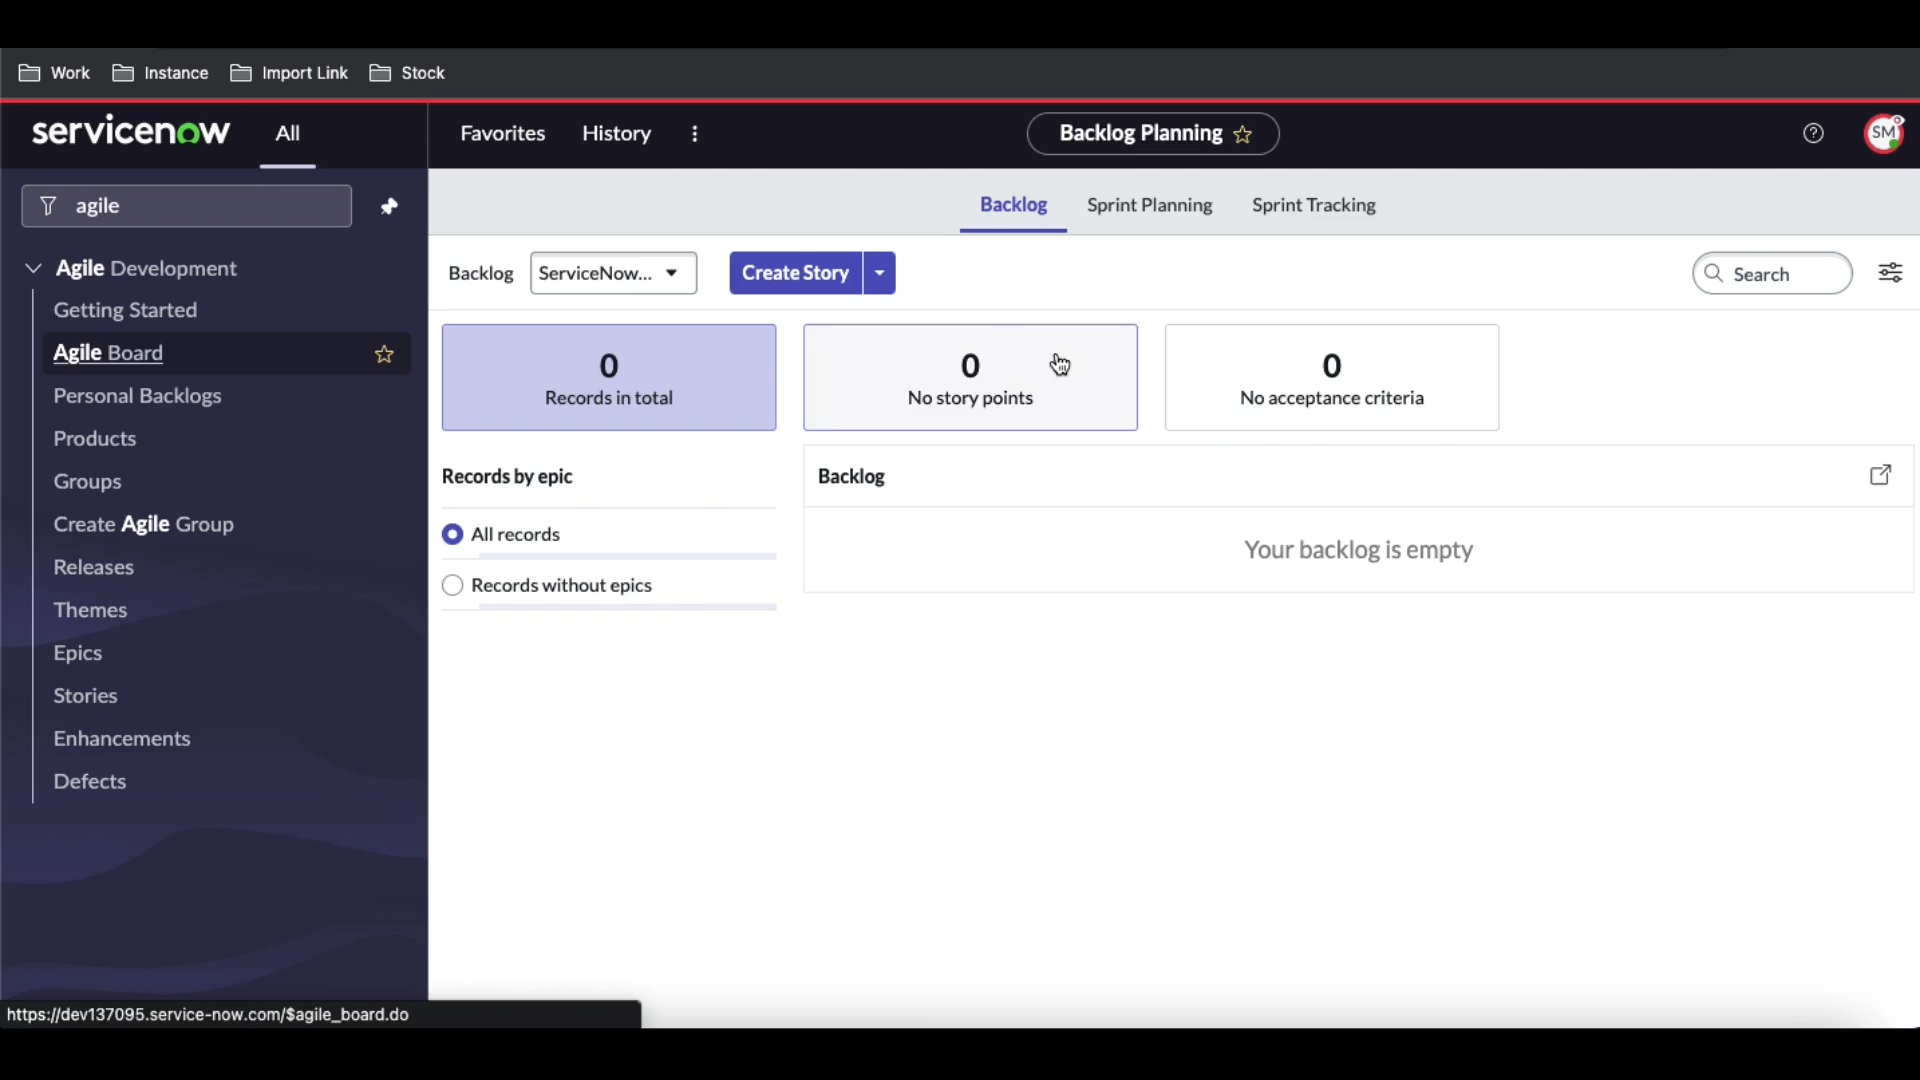 Work Instance Import Link Stock
servicenow All Favorites History Backlog Planning SM
agile
Backlog Sprint Planning Sprint Tracking
Agile Development
Getting Started
Agile Board
Personal Backlogs
Products
Groups
Create Agile Group
Releases
Themes
Epics
Stories
Enhancements
Defects
Backlog ServiceNow... Create Story Search
0
Records in total
0
No story points
0
No acceptance criteria
Records by epic
All records
Records without epics
Backlog
Your backlog is empty
https://dev137095.service-now.com/$agile_board.do